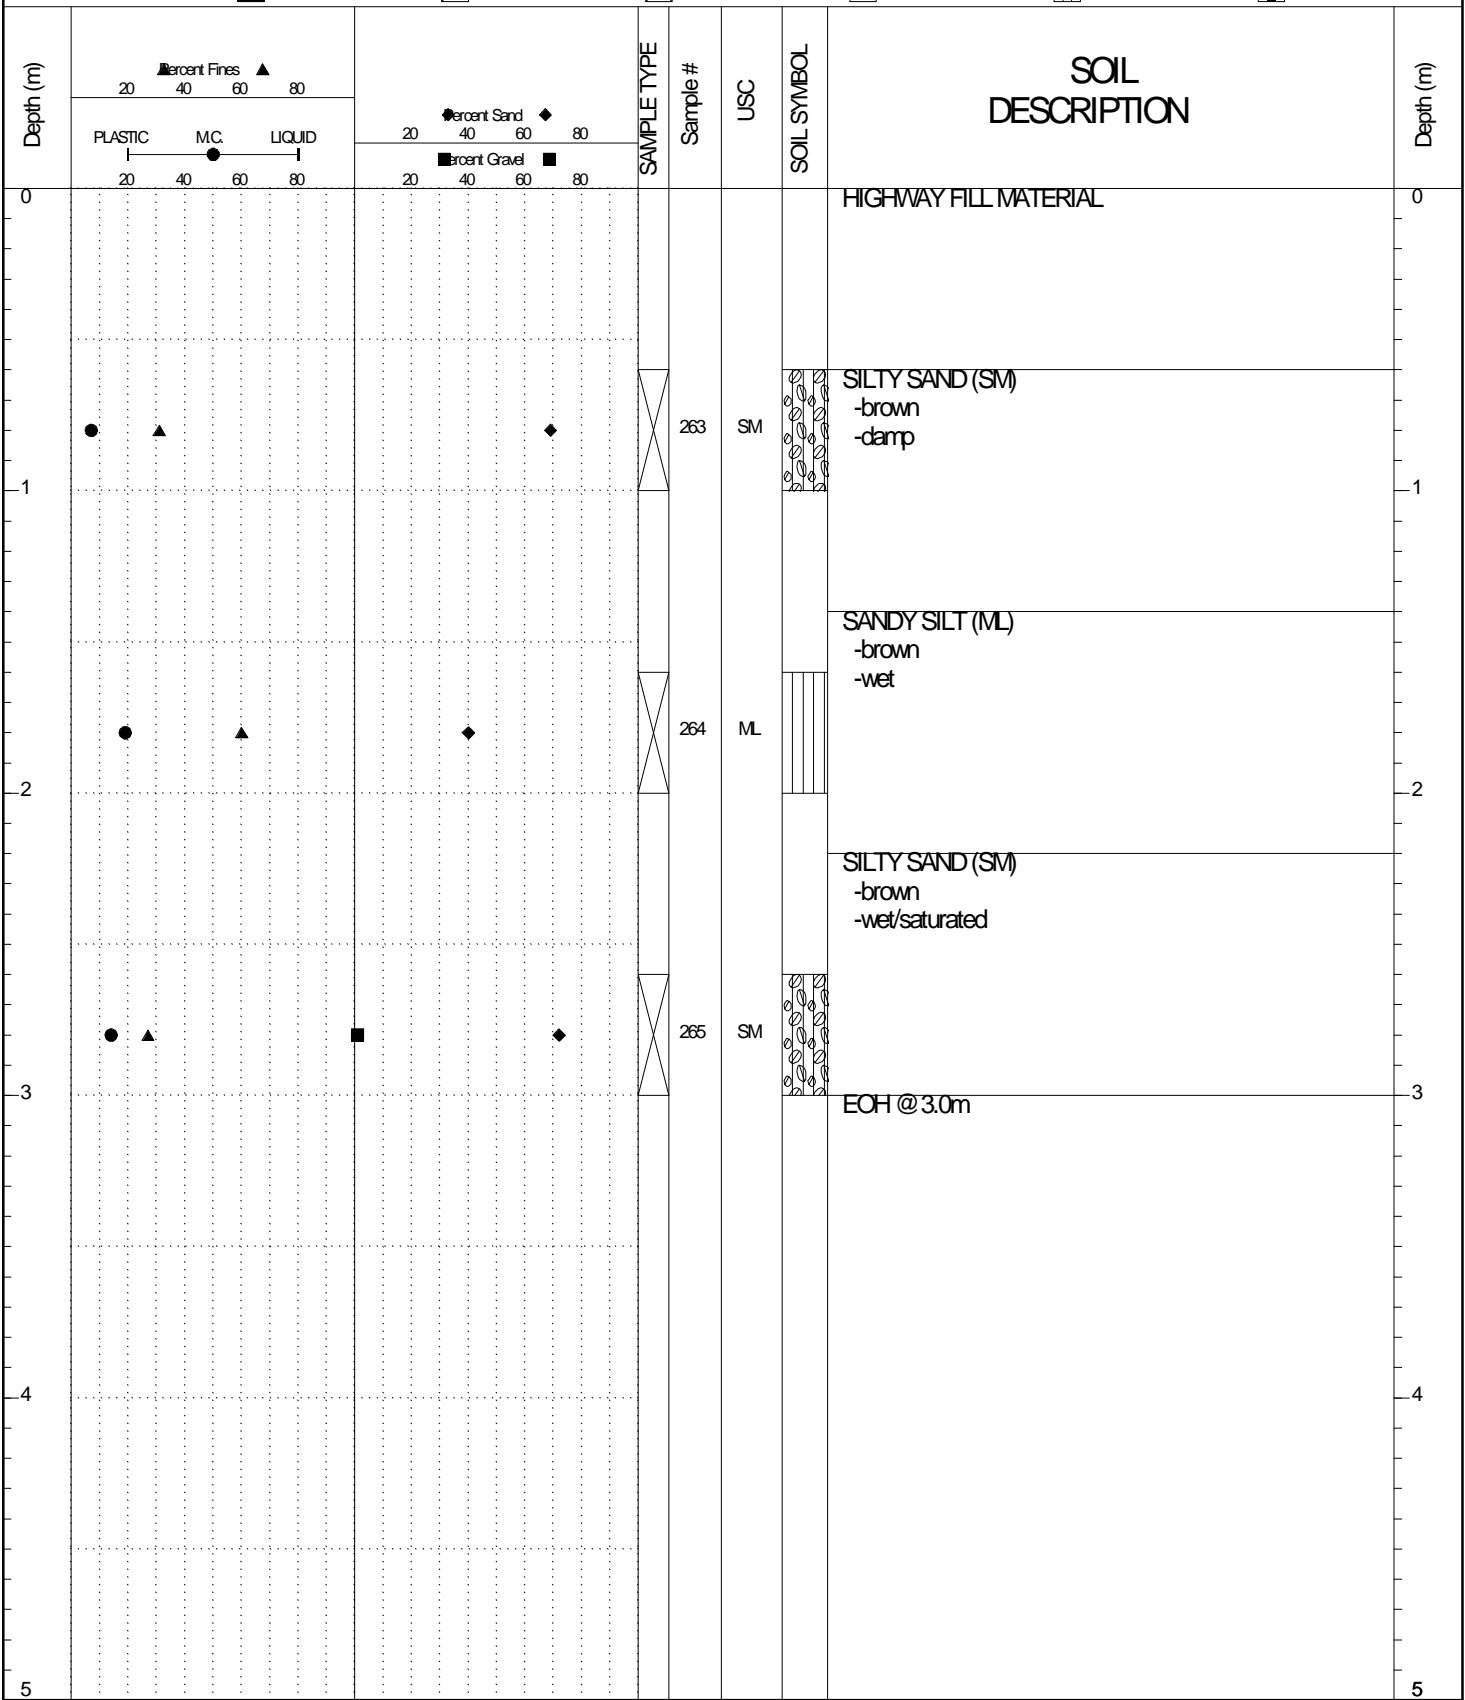 Depth (m)
Percent Fines
20 40 60 80
PLASTIC M.C. LIQUID
20 40 60 80
Percent Sand
20 40 60 80
Percent Gravel
20 40 60 80
SAMPLE TYPE
Sample #
USC
SOIL SYMBOL
SOIL
DESCRIPTION
Depth (m)
0 HIGHWAY FILL MATERIAL 0
SILTY SAND (SM)
-brown
263 SM -damp
1 1
SANDY SILT (ML)
-brown
-wet
264 ML
2 2
SILTY SAND (SM)
-brown
-wet/saturated
265 SM
3 3
EOH @ 3.0m
4 4
5 5